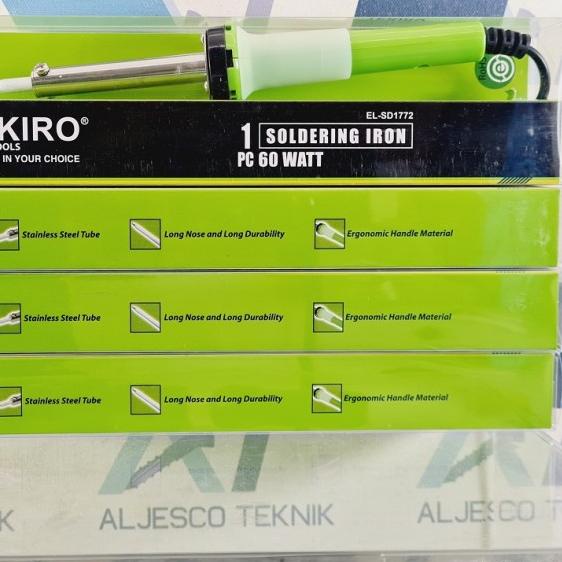 KIRO®
OOLS
IN YOUR CHOICE
EL-SD1772
1 SOLDERING IRON
PC 60 WATT
Stainless Steel Tube
Long Nose and Long Durability
Ergonomic Handle Material
Stainless Steel Tube
Long Nose and Long Durability
Ergonomic Handle Material
Stainless Steel Tube
Long Nose and Long Durability
Ergonomic Handle Material
K
ALJESCO TEKNIK
ALJESCO T